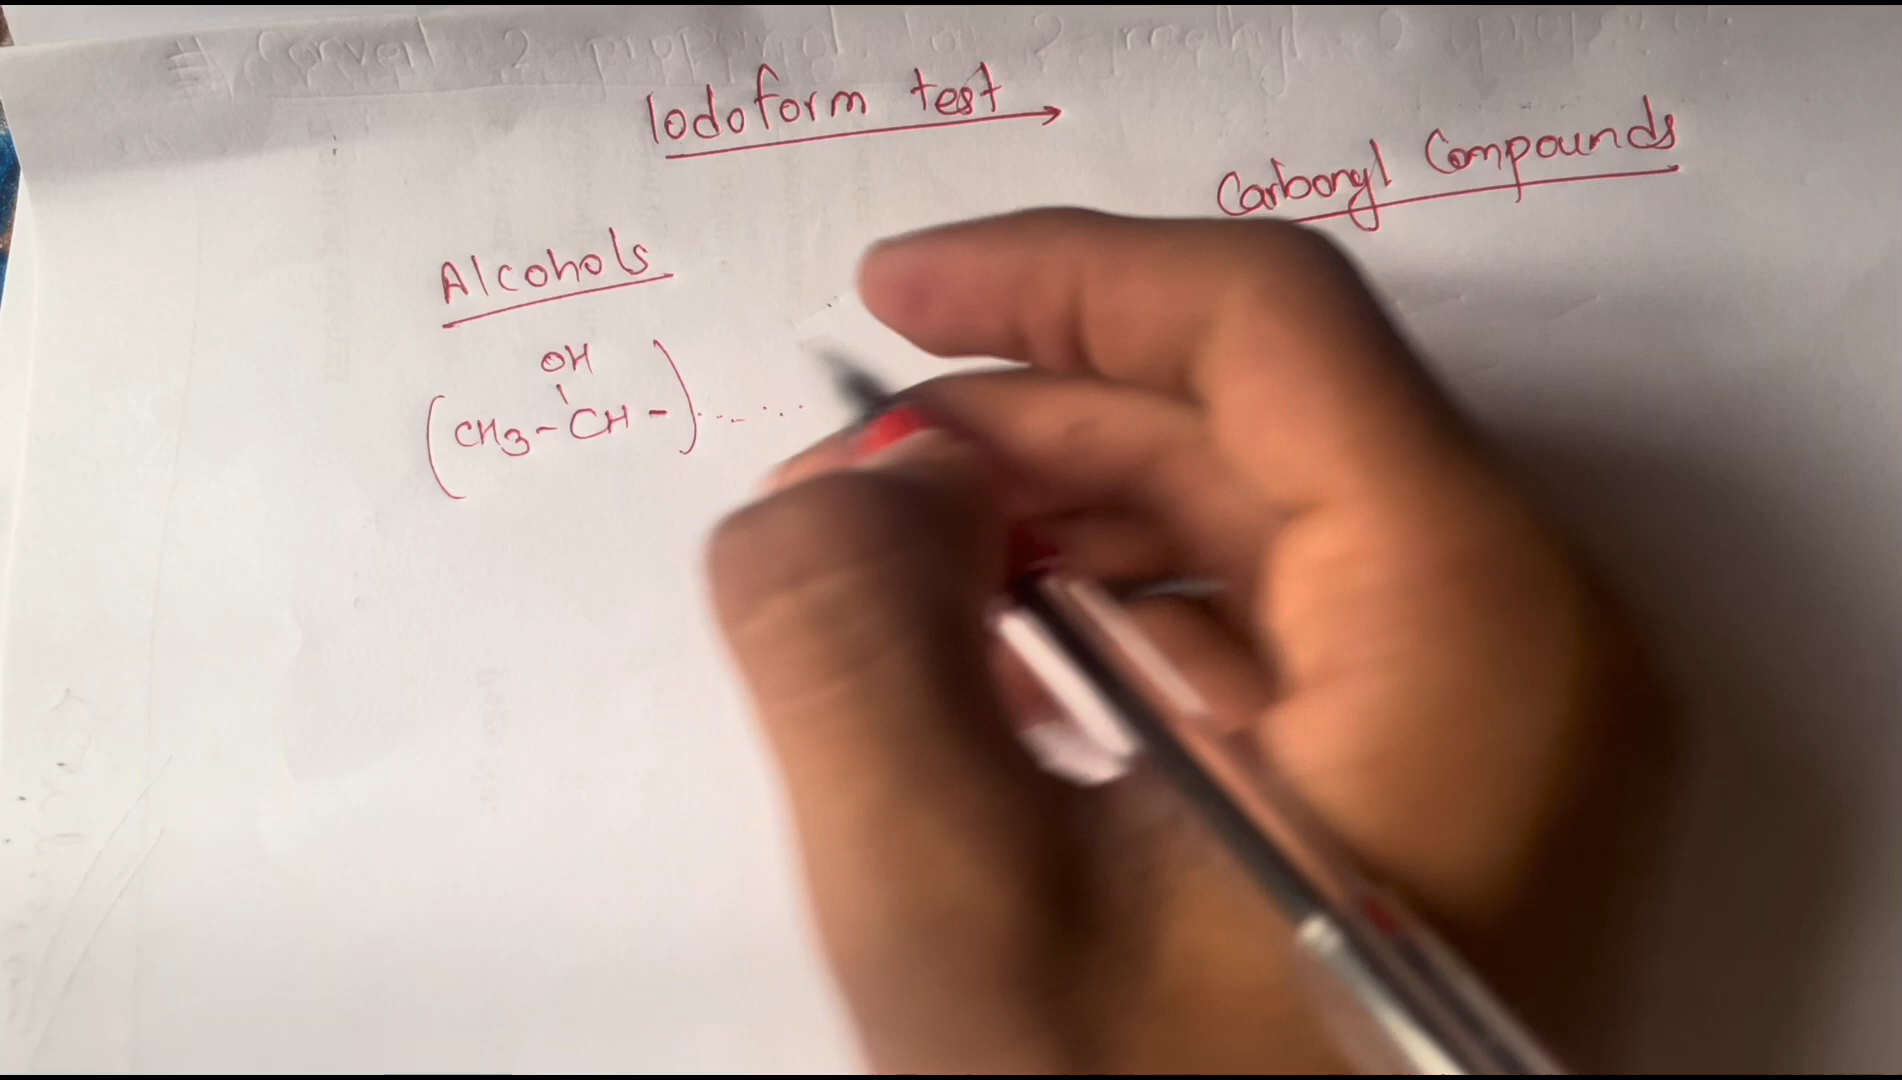 Iodoform test
Carbonyl Compounds
Alcohols
OH
(CH3-CH-)